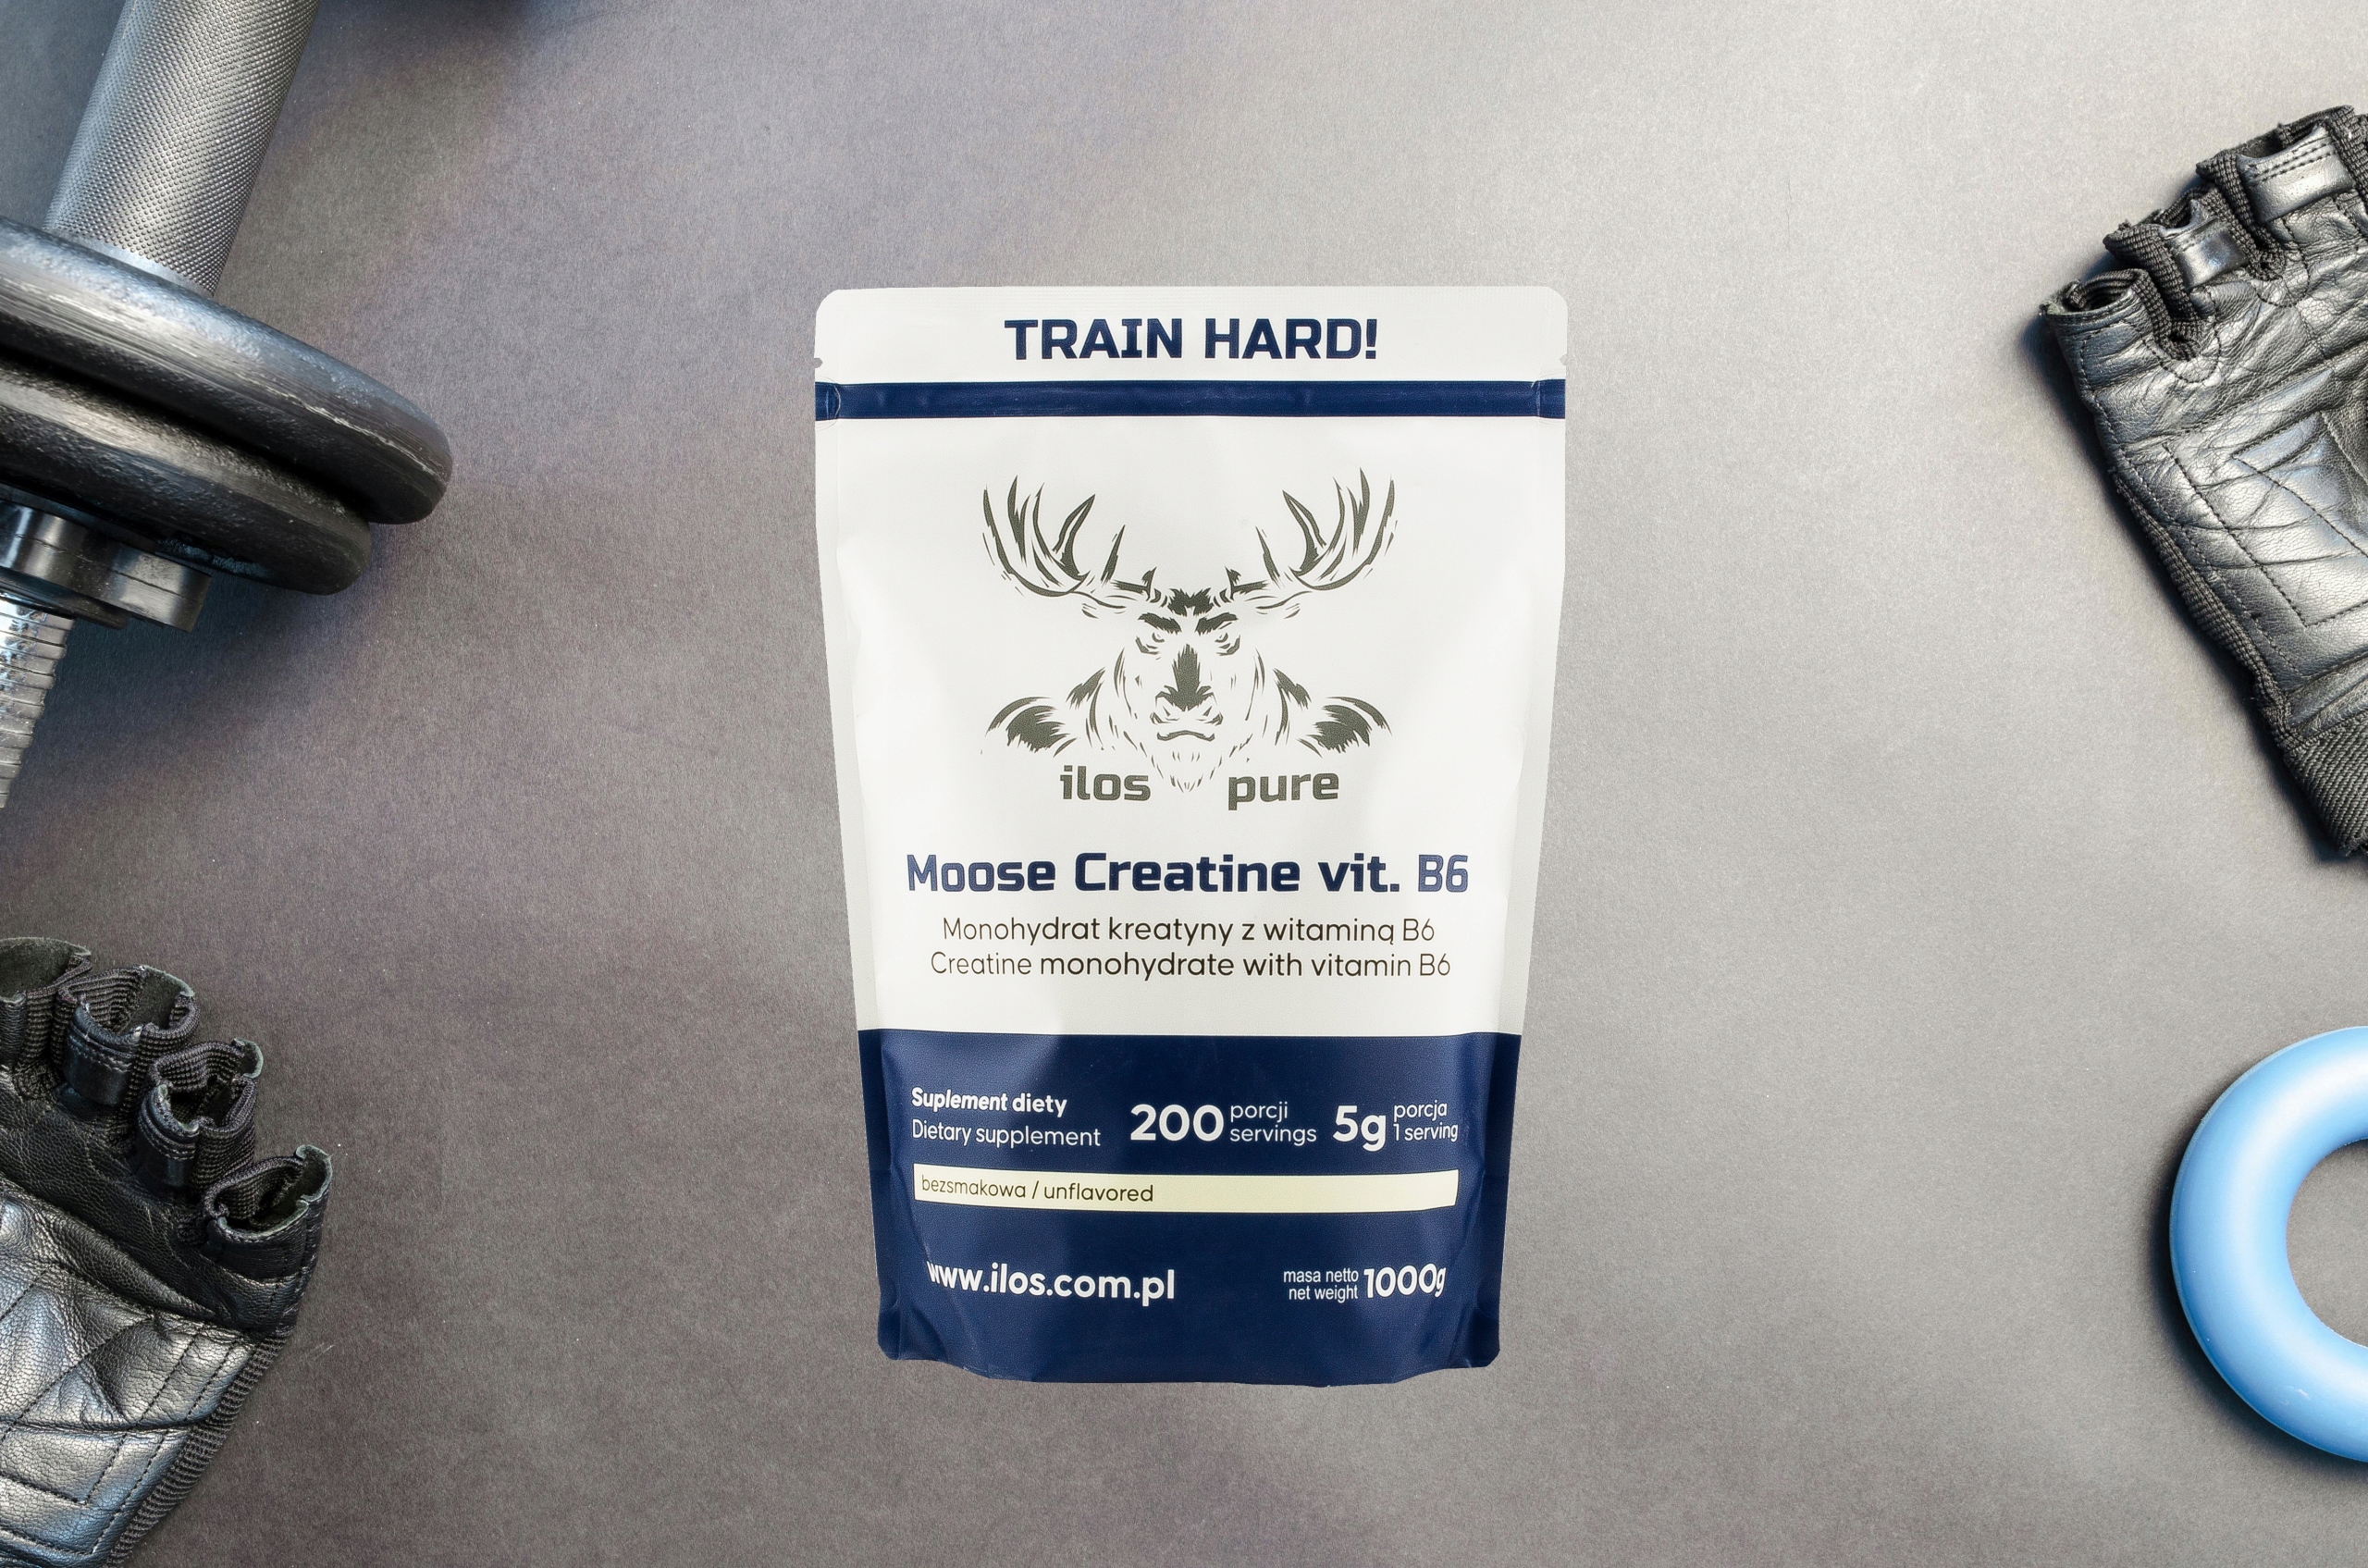 TRAIN HARD!
ilos pure
Moose Creatine vit. B6
Monohydrat kreatyny z witaminą B6
Creatine monohydrate with vitamin B6
Suplement diety
Dietary supplement
200 porcji
servings
5g porcja
1 serving
bezsmakowa / unflavored
www.ilos.com.pl
masa netto
net weight 1000g